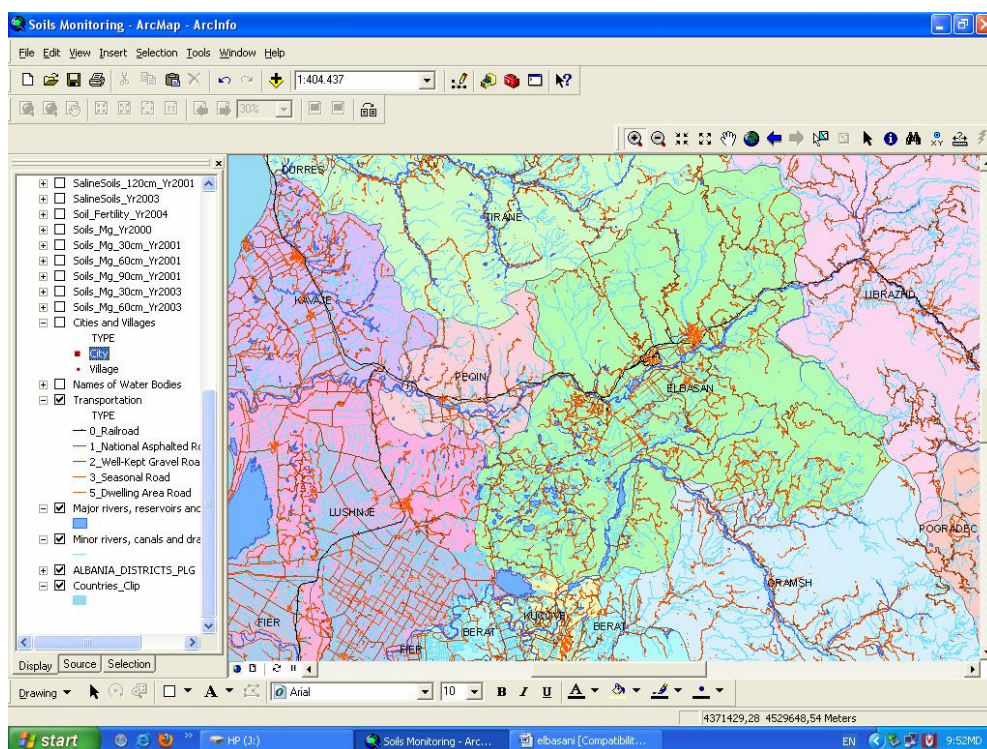 Soils Monitoring - ArcMap - ArcInfo
File Edit View Insert Selection Tools Window Help
1:404.437
30%
1:1
XY
SalineSoils_120cm_Yr2001
SalineSoils_Yr2003
Soil_Fertility_Yr2004
Soils_Mg_Yr2000
Soils_Mg_30cm_Yr2001
Soils_Mg_60cm_Yr2001
Soils_Mg_90cm_Yr2001
Soils_Mg_30cm_Yr2003
Soils_Mg_60cm_Yr2003
Cities and Villages
TYPE
City
Village
Names of Water Bodies
Transportation
TYPE
0_Railroad
1_National Asphalted Ro
2_Well-Kept Gravel Roa
3_Seasonal Road
5_Dwelling Area Road
Major rivers, reservoirs and
Minor rivers, canals and dra
ALBANIA_DISTRICTS_PLG
Countries_Clip
DURRES
TIRANE
KAVAJE
LIBRAZHD
PEQIN
ELBASAN
LUSHNJE
POGRADEC
GRAMSH
KUCOVE
FIER
BERAT
BERAT
FIER
Display Source Selection
Drawing
A
Arial
10
B I U A
4371429,28 4529648,54 Meters
start
HP (J:)
Soils Monitoring - Arc...
elbasani [Compatibilit...
EN
9:52MD